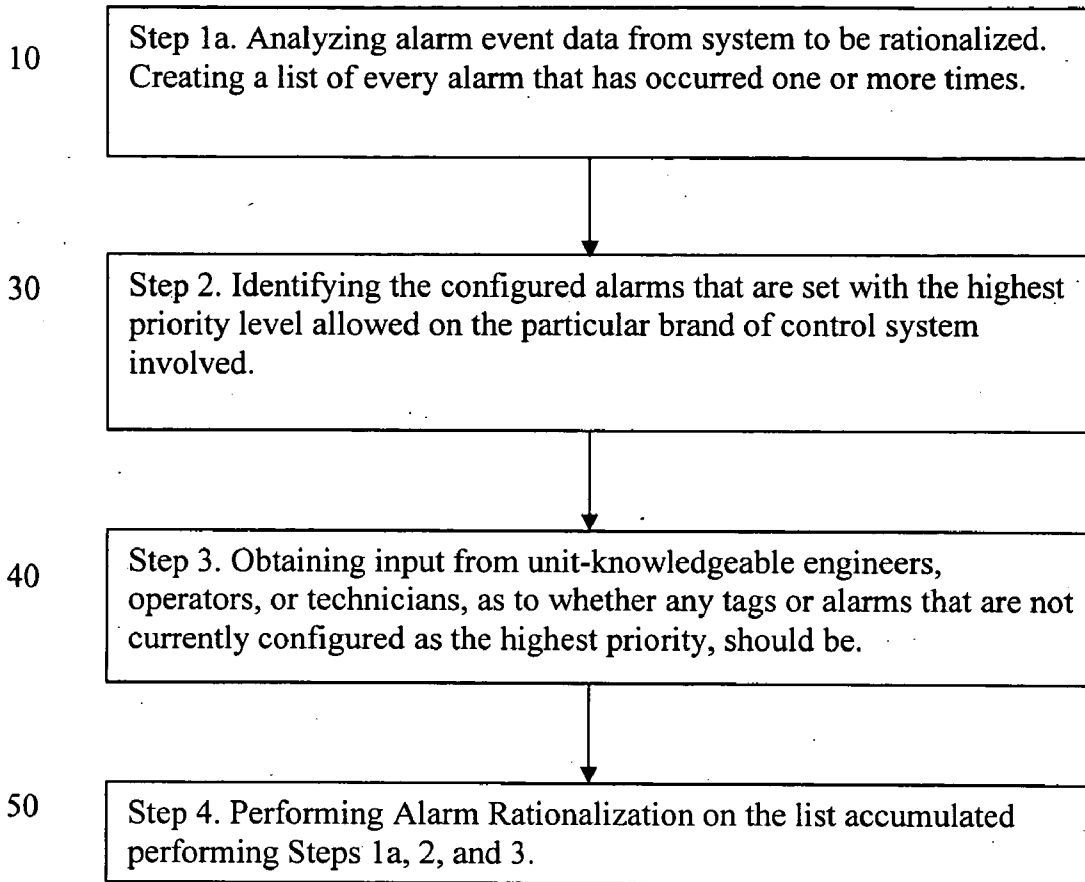 10
Step 1a. Analyzing alarm event data from system to be rationalized.
Creating a list of every alarm that has occurred one or more times.
30
Step 2. Identifying the configured alarms that are set with the highest
priority level allowed on the particular brand of control system
involved.
40
Step 3. Obtaining input from unit-knowledgeable engineers,
operators, or technicians, as to whether any tags or alarms that are not
currently configured as the highest priority, should be.
50
Step 4. Performing Alarm Rationalization on the list accumulated
performing Steps 1a, 2, and 3.